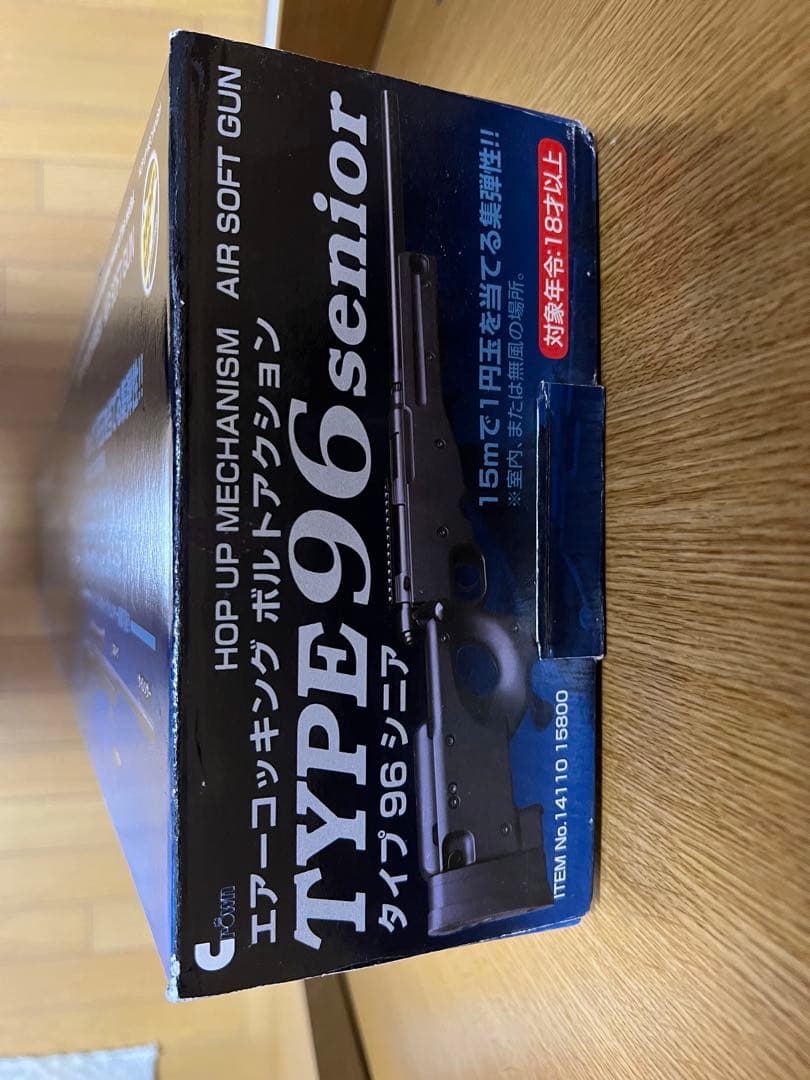 Crown
HOP UP MECHANISM AIR SOFT GUN
エアーコッキング ボルトアクション
TYPE 96 senior
タイプ 96 シニア
15mで1円玉を当てる集弾性!!
※室内、または無風の場所。
対象年令:18才以上
ITEM No.14110 15800